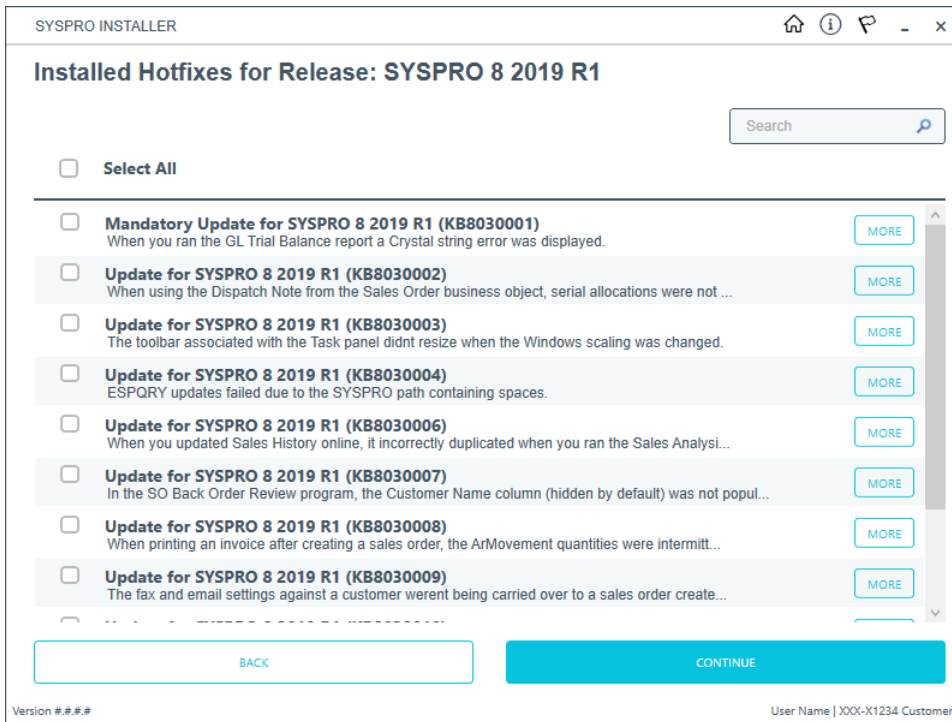 SYSPRO INSTALLER
Installed Hotfixes for Release: SYSPRO 8 2019 R1
Search
Select All
Mandatory Update for SYSPRO 8 2019 R1 (KB8030001)
When you ran the GL Trial Balance report a Crystal string error was displayed.
MORE
Update for SYSPRO 8 2019 R1 (KB8030002)
When using the Dispatch Note from the Sales Order business object, serial allocations were not ...
MORE
Update for SYSPRO 8 2019 R1 (KB8030003)
The toolbar associated with the Task panel didnt resize when the Windows scaling was changed.
MORE
Update for SYSPRO 8 2019 R1 (KB8030004)
ESPQRY updates failed due to the SYSPRO path containing spaces.
MORE
Update for SYSPRO 8 2019 R1 (KB8030006)
When you updated Sales History online, it incorrectly duplicated when you ran the Sales Analysi...
MORE
Update for SYSPRO 8 2019 R1 (KB8030007)
In the SO Back Order Review program, the Customer Name column (hidden by default) was not popul...
MORE
Update for SYSPRO 8 2019 R1 (KB8030008)
When printing an invoice after creating a sales order, the ArMovement quantities were intermitt...
MORE
Update for SYSPRO 8 2019 R1 (KB8030009)
The fax and email settings against a customer werent being carried over to a sales order create...
MORE
BACK
CONTINUE
Version #.#.#.#
User Name | XXX-X1234 Customer